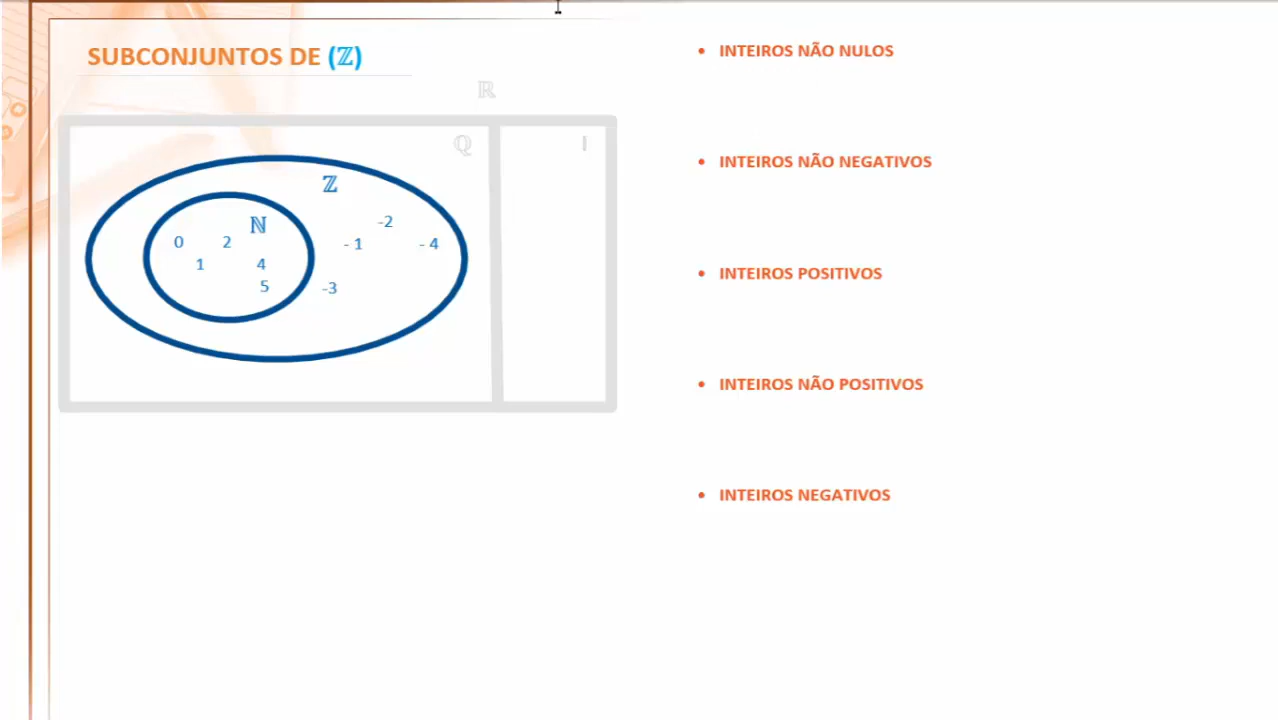 SUBCONJUNTOS DE (ℤ)
ℝ
ℚ
I
ℤ
ℕ
-2
0 2
- 1
- 4
1 4
5
-3
• INTEIROS NÃO NULOS
• INTEIROS NÃO NEGATIVOS
• INTEIROS POSITIVOS
• INTEIROS NÃO POSITIVOS
• INTEIROS NEGATIVOS